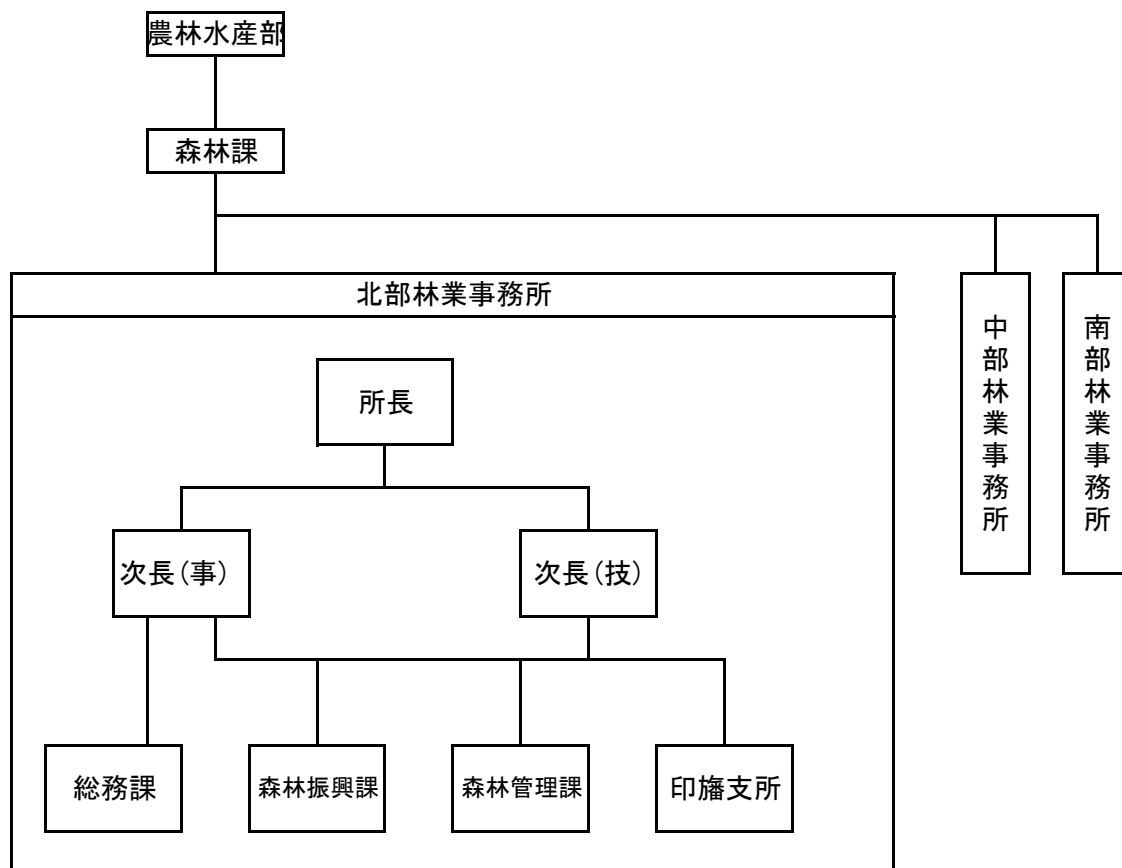 農林水産部
森林課
北部林業事務所
中部林業事務所
南部林業事務所
所長
次長(事)
次長(技)
総務課
森林振興課
森林管理課
印旛支所